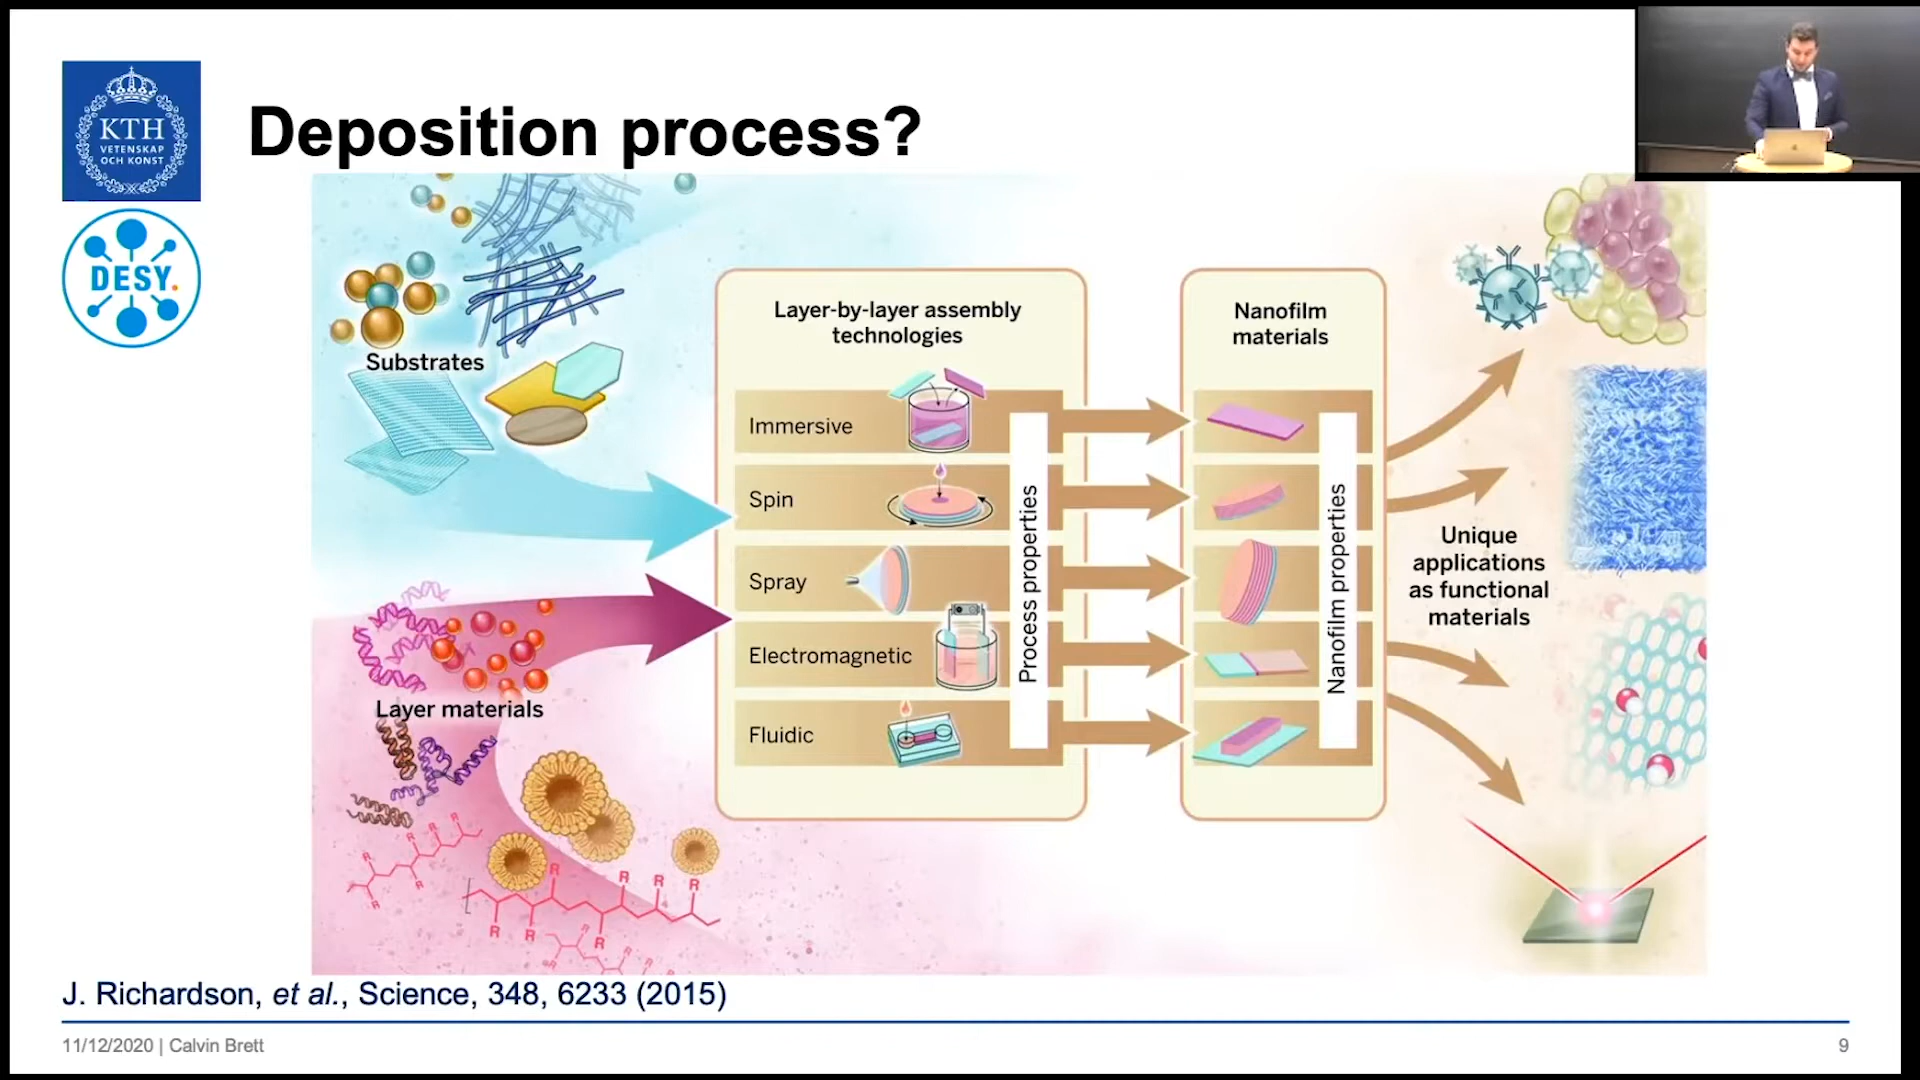 KTH
VETENSKAP
OCH KONST
DESY.
Deposition process?
Substrates
Layer materials
Layer-by-layer assembly
technologies
Immersive
Spin
Spray
Electromagnetic
Fluidic
Process properties
Nanofilm
materials
Nanofilm properties
Unique
applications
as functional
materials
R
R
R
R
R
R
R
R
R
R
R
R
R
J. Richardson, et al., Science, 348, 6233 (2015)
11/12/2020 | Calvin Brett
9